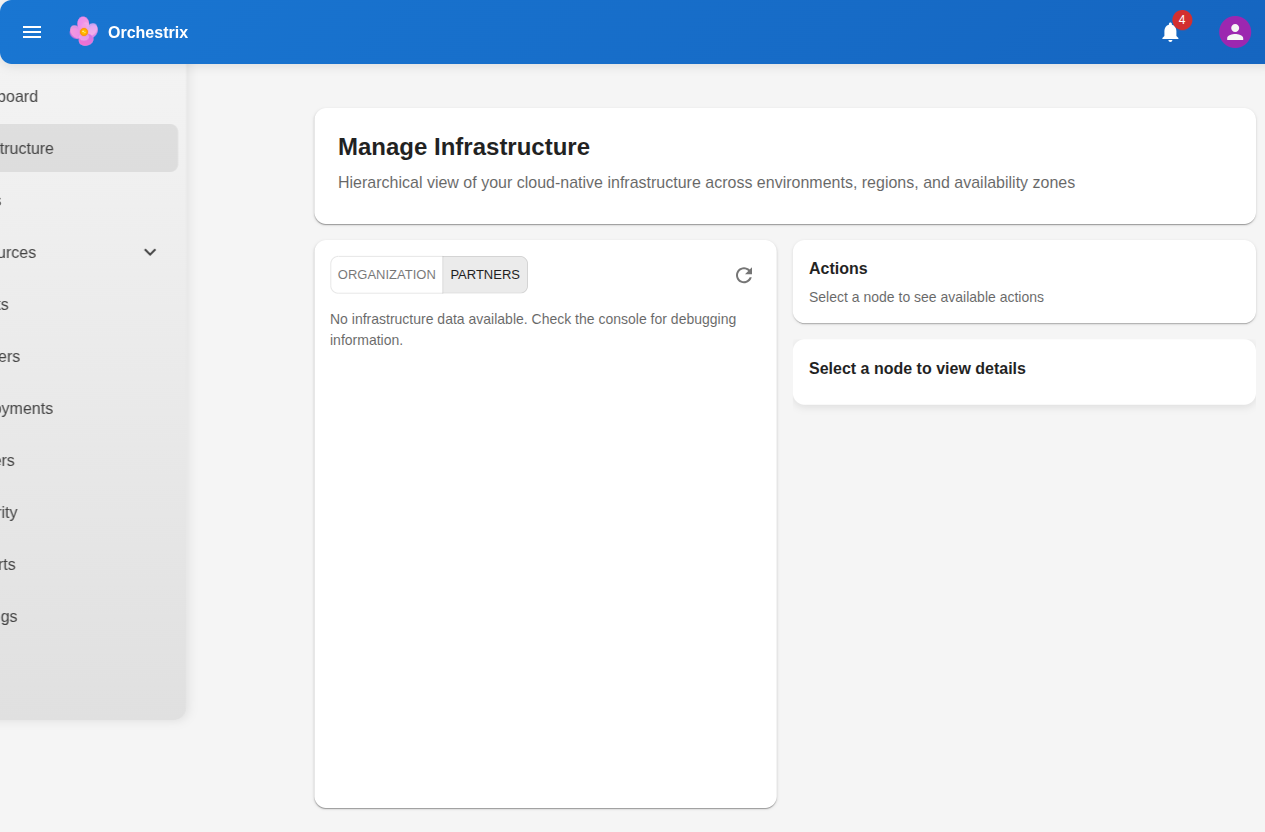 Orchestrix
4
board
tructure
s
urces
ts
ers
oyments
ers
rity
rts
gs
Manage Infrastructure
Hierarchical view of your cloud-native infrastructure across environments, regions, and availability zones
ORGANIZATION PARTNERS
No infrastructure data available. Check the console for debugging
information.
Actions
Select a node to see available actions
Select a node to view details